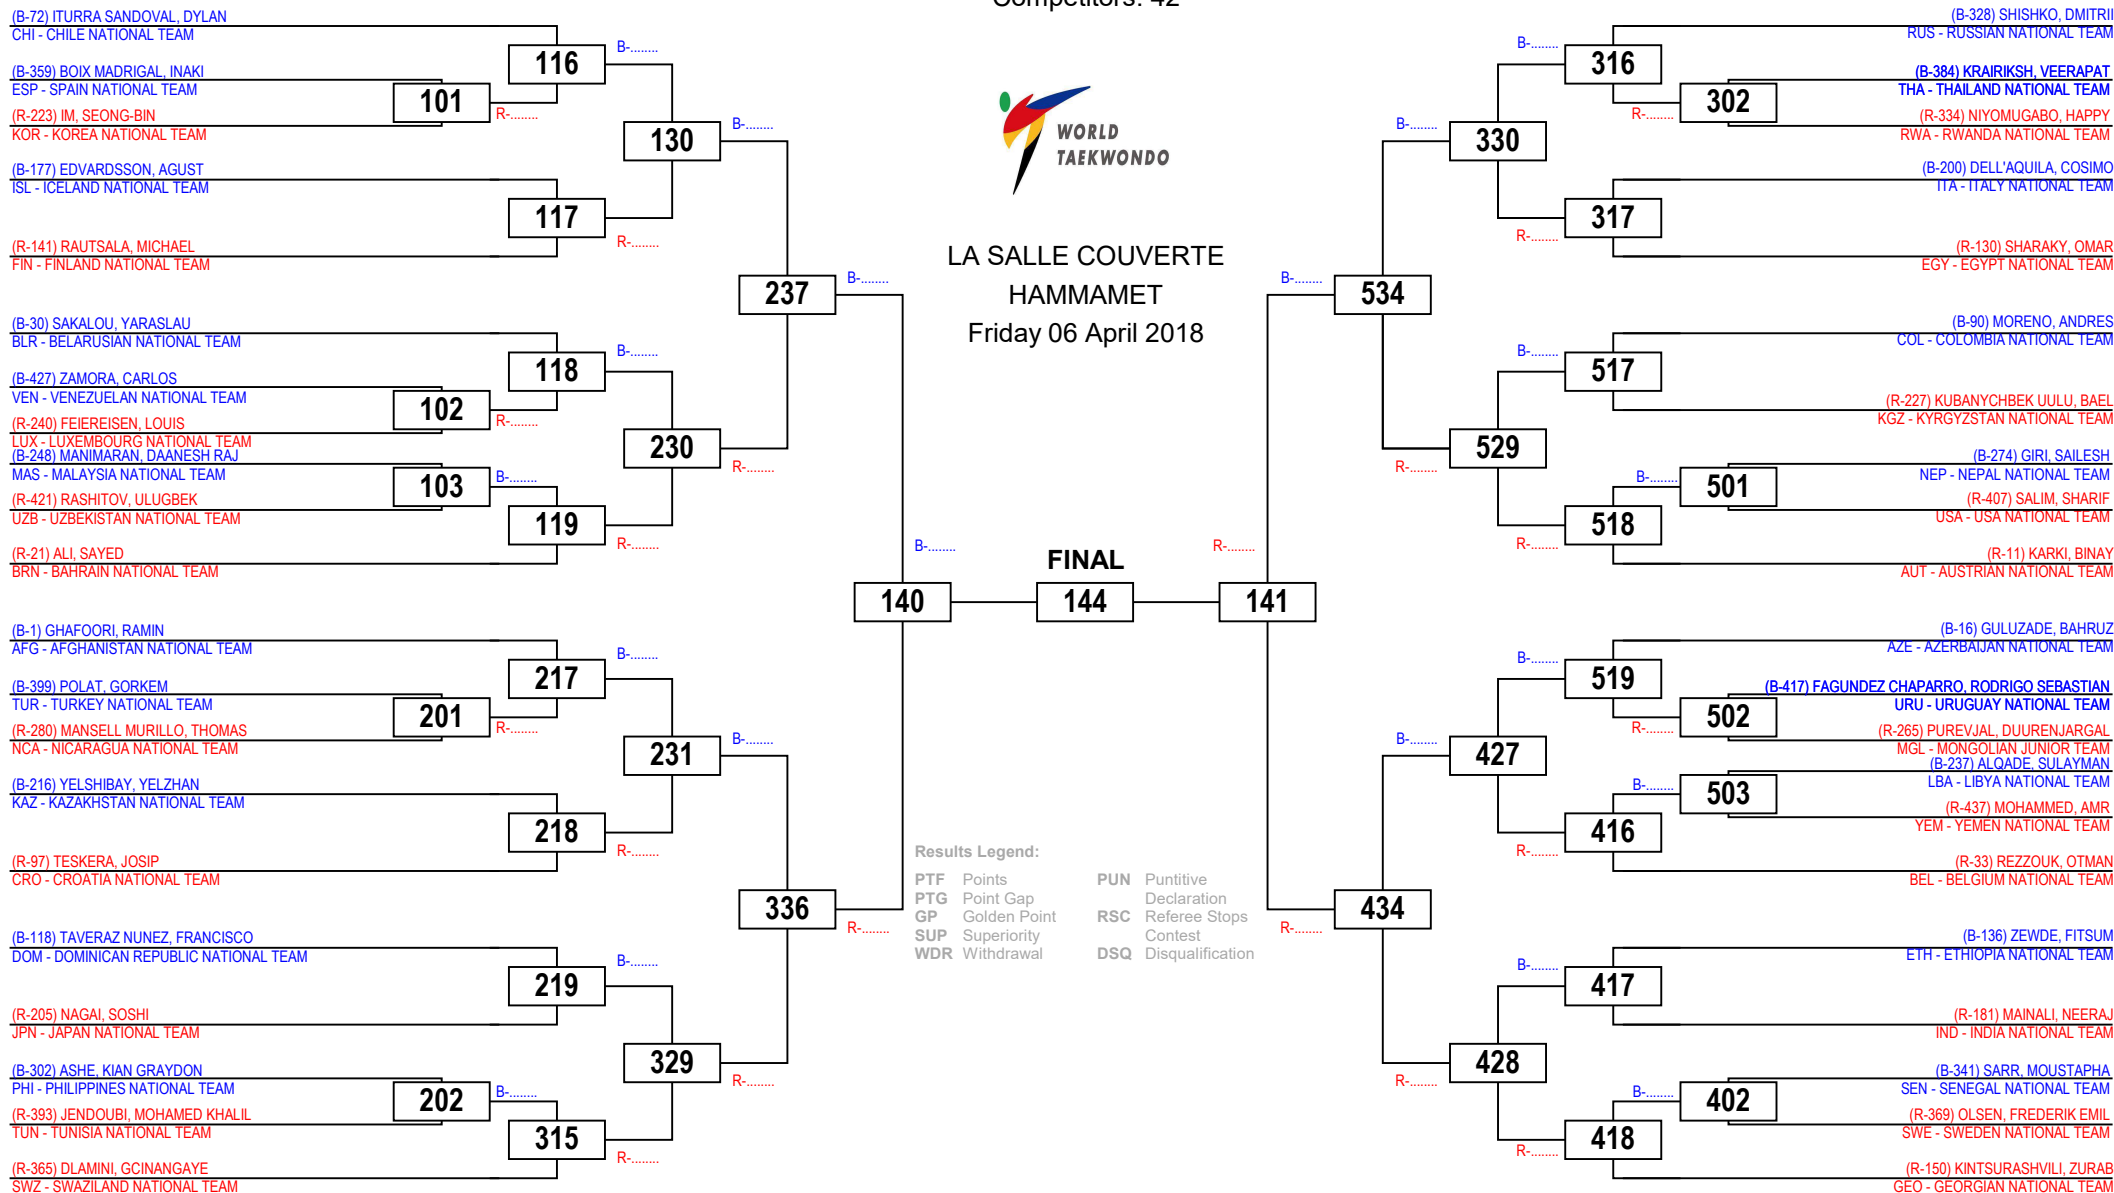 Competitors: 42
(B-72) ITURRA SANDOVAL, DYLAN
CHI - CHILE NATIONAL TEAM
116
B-........
(B-359) BOIX MADRIGAL, INAKI
ESP - SPAIN NATIONAL TEAM
101
R-........
(R-223) IM, SEONG-BIN
KOR - KOREA NATIONAL TEAM
130
B-........
(B-177) EDVARDSSON, AGUST
ISL - ICELAND NATIONAL TEAM
117
R-........
(R-141) RAUTSALA, MICHAEL
FIN - FINLAND NATIONAL TEAM
237
B-........
(B-30) SAKALOU, YARASLAU
BLR - BELARUSIAN NATIONAL TEAM
118
B-........
(B-427) ZAMORA, CARLOS
VEN - VENEZUELAN NATIONAL TEAM
102
R-........
(R-240) FEIEREISEN, LOUIS
LUX - LUXEMBOURG NATIONAL TEAM
230
R-........
(B-248) MANIMARAN, DAANESH RAJ
MAS - MALAYSIA NATIONAL TEAM
103
B-........
(R-421) RASHITOV, ULUGBEK
UZB - UZBEKISTAN NATIONAL TEAM
119
R-........
(R-21) ALI, SAYED
BRN - BAHRAIN NATIONAL TEAM
B-........
140
(B-1) GHAFOORI, RAMIN
AFG - AFGHANISTAN NATIONAL TEAM
217
B-........
(B-399) POLAT, GORKEM
TUR - TURKEY NATIONAL TEAM
201
R-........
(R-280) MANSELL MURILLO, THOMAS
NCA - NICARAGUA NATIONAL TEAM
231
B-........
(B-216) YELSHIBAY, YELZHAN
KAZ - KAZAKHSTAN NATIONAL TEAM
218
R-........
(R-97) TESKERA, JOSIP
CRO - CROATIA NATIONAL TEAM
336
R-........
(B-118) TAVERAZ NUNEZ, FRANCISCO
DOM - DOMINICAN REPUBLIC NATIONAL TEAM
219
B-........
(R-205) NAGAI, SOSHI
JPN - JAPAN NATIONAL TEAM
329
R-........
(B-302) ASHE, KIAN GRAYDON
PHI - PHILIPPINES NATIONAL TEAM
202
B-........
(R-393) JENDOUBI, MOHAMED KHALIL
TUN - TUNISIA NATIONAL TEAM
315
R-........
(R-365) DLAMINI, GCINANGAYE
SWZ - SWAZILAND NATIONAL TEAM
WORLD
TAEKWONDO
LA SALLE COUVERTE
HAMMAMET
Friday 06 April 2018
FINAL
144
Results Legend:
PTF Points
PTG Point Gap
GP Golden Point
SUP Superiority
WDR Withdrawal
PUN Puntitive
Declaration
RSC Referee Stops
Contest
DSQ Disqualification
(B-328) SHISHKO, DMITRII
RUS - RUSSIAN NATIONAL TEAM
B-........
316
(B-384) KRAIRIKSH, VEERAPAT
THA - THAILAND NATIONAL TEAM
R-........
302
(R-334) NIYOMUGABO, HAPPY
RWA - RWANDA NATIONAL TEAM
B-........
330
(B-200) DELL'AQUILA, COSIMO
ITA - ITALY NATIONAL TEAM
R-........
317
(R-130) SHARAKY, OMAR
EGY - EGYPT NATIONAL TEAM
B-........
534
(B-90) MORENO, ANDRES
COL - COLOMBIA NATIONAL TEAM
B-........
517
(R-227) KUBANYCHBEK UULU, BAEL
KGZ - KYRGYZSTAN NATIONAL TEAM
R-........
529
(B-274) GIRI, SAILESH
NEP - NEPAL NATIONAL TEAM
B-........
501
(R-407) SALIM, SHARIF
USA - USA NATIONAL TEAM
R-........
518
(R-11) KARKI, BINAY
AUT - AUSTRIAN NATIONAL TEAM
R-........
141
(B-16) GULUZADE, BAHRUZ
AZE - AZERBAIJAN NATIONAL TEAM
B-........
519
(B-417) FAGUNDEZ CHAPARRO, RODRIGO SEBASTIAN
URU - URUGUAY NATIONAL TEAM
R-........
502
(R-265) PUREVJAL, DUURENJARGAL
MGL - MONGOLIAN JUNIOR TEAM
B-........
427
(B-237) ALQADE, SULAYMAN
LBA - LIBYA NATIONAL TEAM
B-........
503
(R-437) MOHAMMED, AMR
YEM - YEMEN NATIONAL TEAM
R-........
416
(R-33) REZZOUK, OTMAN
BEL - BELGIUM NATIONAL TEAM
R-........
434
(B-136) ZEWDE, FITSUM
ETH - ETHIOPIA NATIONAL TEAM
B-........
417
(R-181) MAINALI, NEERAJ
IND - INDIA NATIONAL TEAM
R-........
428
(B-341) SARR, MOUSTAPHA
SEN - SENEGAL NATIONAL TEAM
B-........
402
(R-369) OLSEN, FREDERIK EMIL
SWE - SWEDEN NATIONAL TEAM
R-........
418
(R-150) KINTSURASHVILI, ZURAB
GEO - GEORGIAN NATIONAL TEAM